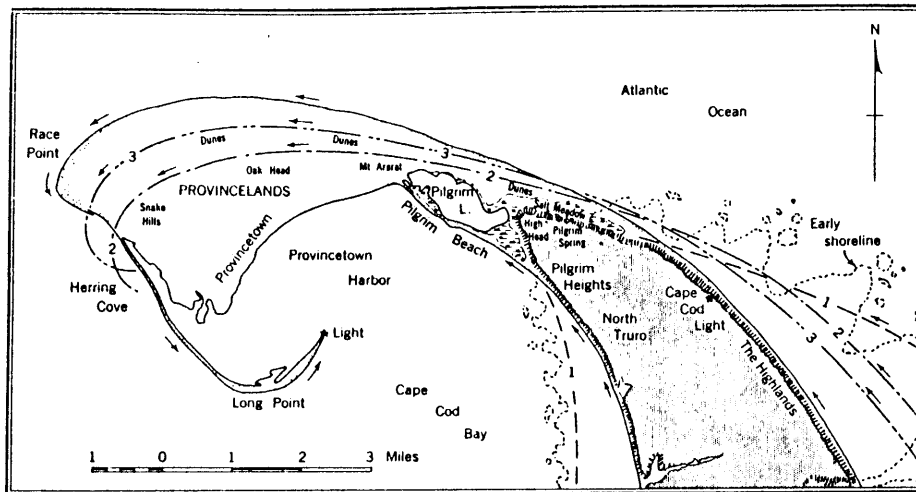 N
Atlantic
Ocean
Race
Point
3
Dunes
Dunes
3
2
Oak Head
Mt Ararat
PROVINCELANDS
Pilgrim
L.
Dunes
Snake
Hills
2
Provincetown
Pilgrim
Beach
Salt Meadow
High
Head
Pilgrim
Spring
Early
shoreline
Provincetown
Harbor
Pilgrim
Heights
Herring
Cove
Cape
Cod
Light
1
2
3
North
Truro
The Highlands
Light
Long Point
1
Cape
Cod
Bay
1 0 1 2 3 Miles